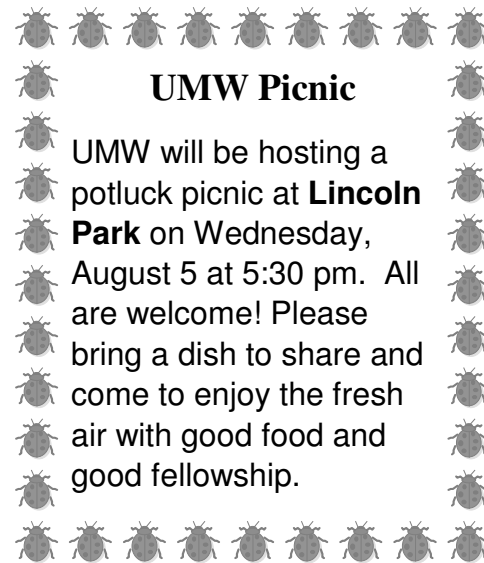 UMW Picnic
UMW will be hosting a
potluck picnic at Lincoln
Park on Wednesday,
August 5 at 5:30 pm.  All
are welcome! Please
bring a dish to share and
come to enjoy the fresh
air with good food and
good fellowship.